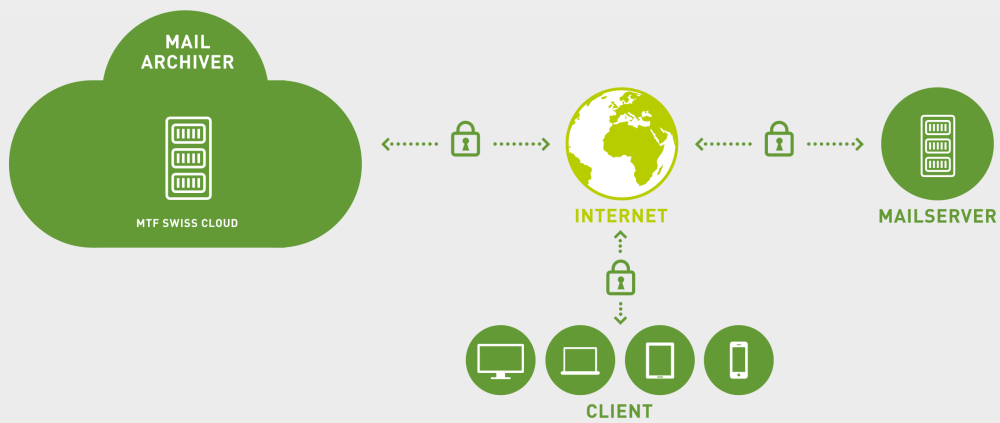 MAIL
ARCHIVER
MTF SWISS CLOUD
INTERNET
MAILSERVER
CLIENT